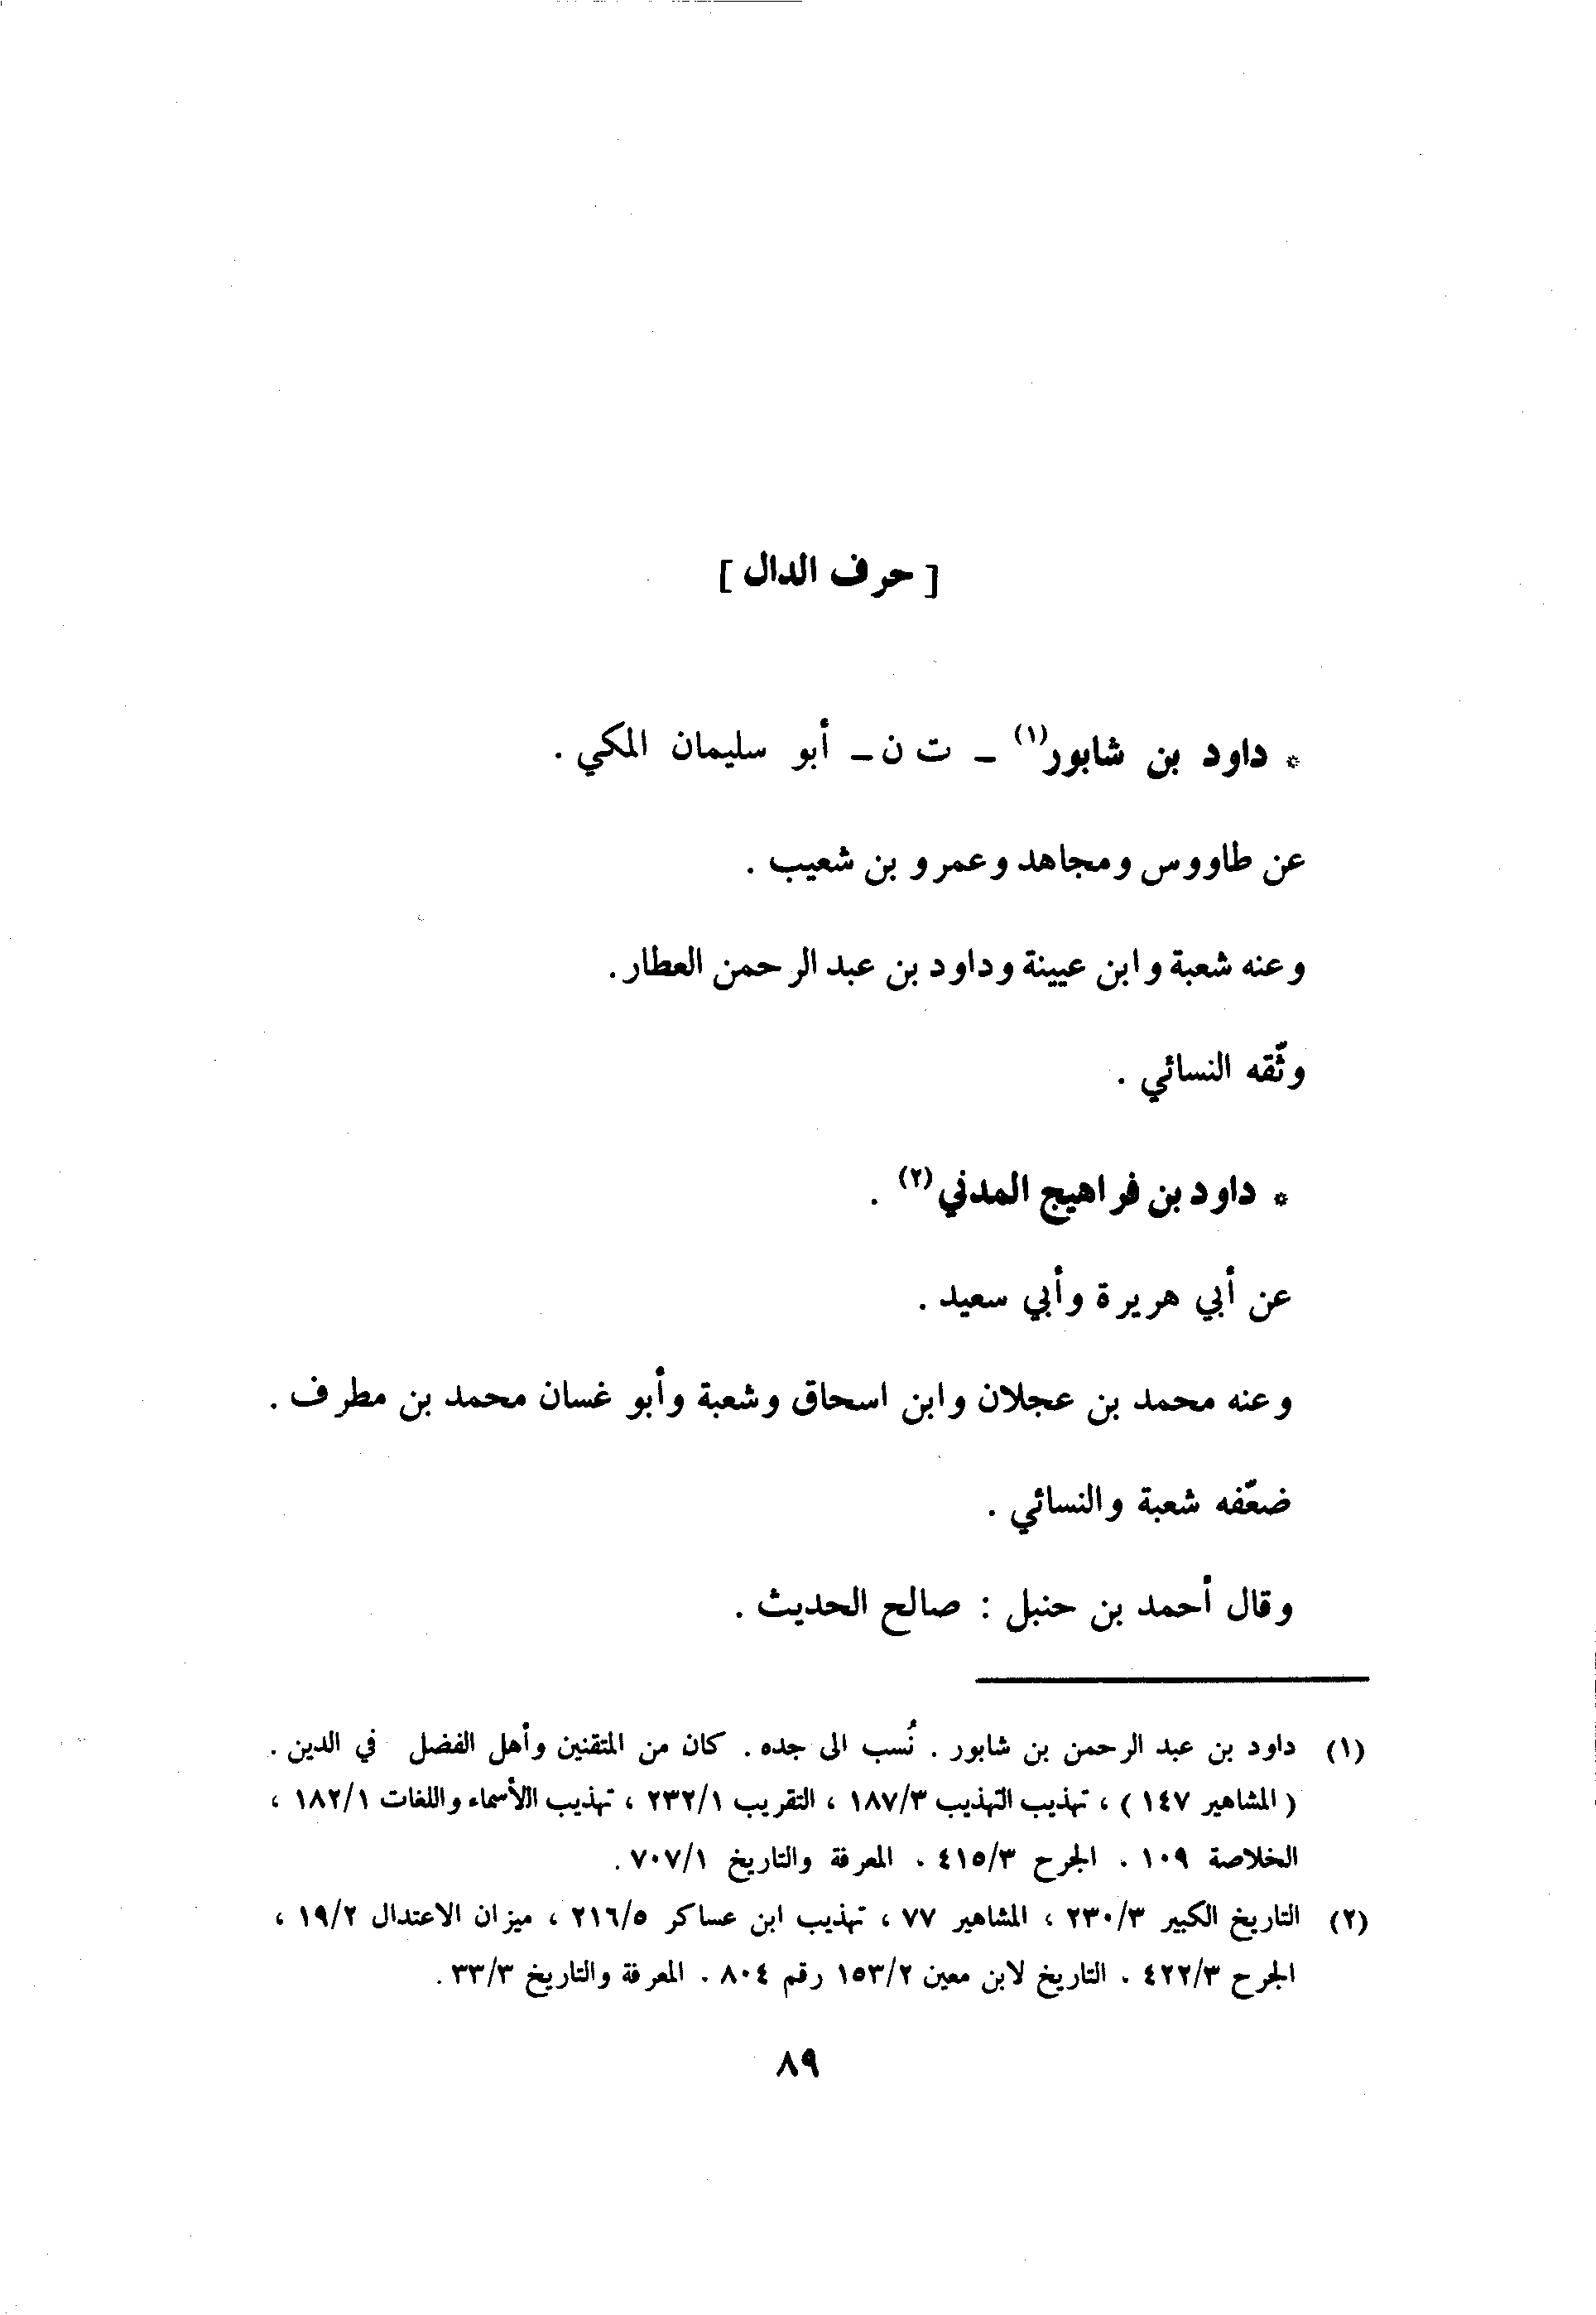 [ حرف الدال ]
* داود بن شابور(١) ـ ت ن ـ أبو سليمان المكي .
عن طاووس ومجاهد وعمرو بن شعيب .
وعنه شعبة وابن عيينة وداود بن عبد الرحمن العطار .
وثّقه النسائي .
* داود بن فراهيج المدني(٢) .
عن أبي هريرة وأبي سعيد .
وعنه محمد بن عجلان وابن اسحاق وشعبة وأبو غسان محمد بن مطرف .
ضعّفه شعبة والنسائي .
وقال أحمد بن حنبل : صالح الحديث .
(١) داود بن عبد الرحمن بن شابور . نُسب الى جده . كان من المتقنين وأهل الفضل في الدين .
( المشاهير ١٤٧ ) ، تهذيب التهذيب ١٨٧/٣ ، التقريب ٢٣٢/١ ، تهذيب الأسماء واللغات ١٨٢/١ ،
الخلاصة ١٠٩ . الجرح ٤١٥/٣ . المعرفة والتاريخ ٧٠٧/١ .
(٢) التاريخ الكبير ٢٣٠/٣ ، المشاهير ٧٧ ، تهذيب ابن عساكر ٢١٦/٥ ، ميزان الاعتدال ١٩/٢ ،
الجرح ٤٢٢/٣ . التاريخ لابن معين ١٥٣/٢ رقم ٨٠٤ . المعرفة والتاريخ ٣٣/٣ .
٨٩